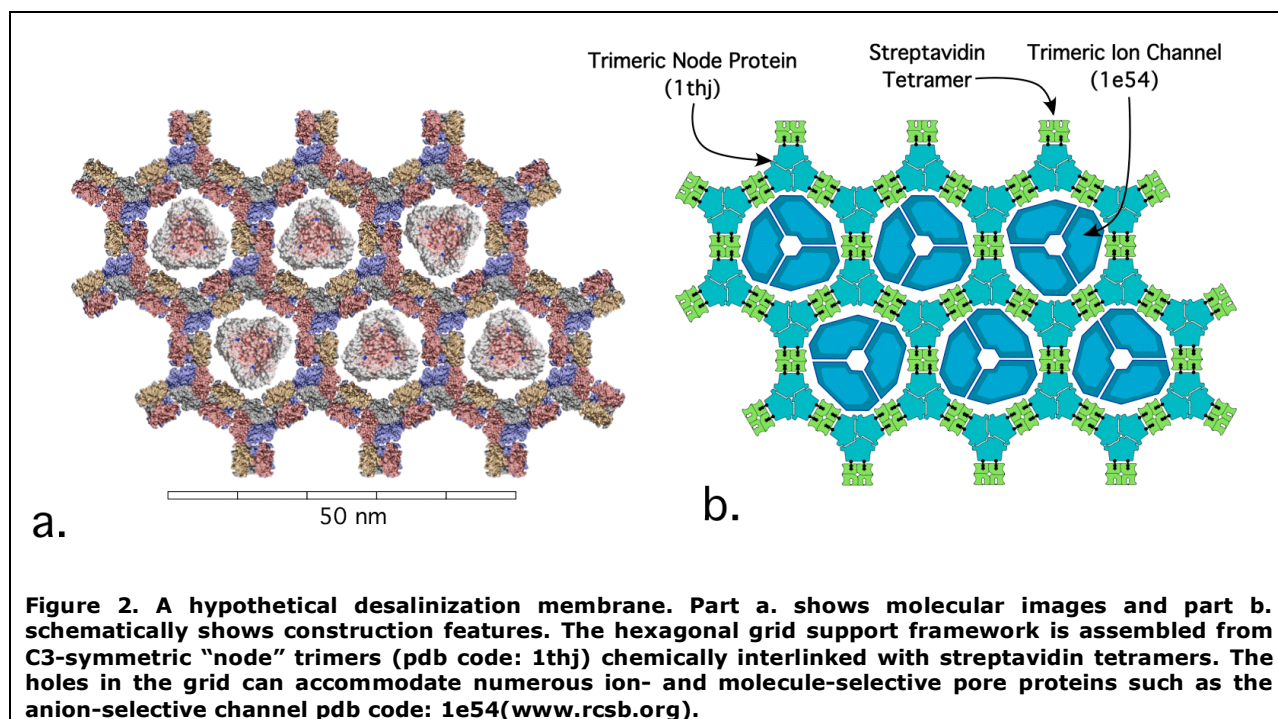 Trimeric Node Protein
(1thj)
Streptavidin
Tetramer
Trimeric Ion Channel
(1e54)
50 nm
a.
b.
Figure 2. A hypothetical desalinization membrane. Part a. shows molecular images and part b.
schematically shows construction features. The hexagonal grid support framework is assembled from
C3-symmetric “node” trimers (pdb code: 1thj) chemically interlinked with streptavidin tetramers. The
holes in the grid can accommodate numerous ion- and molecule-selective pore proteins such as the
anion-selective channel pdb code: 1e54(www.rcsb.org).